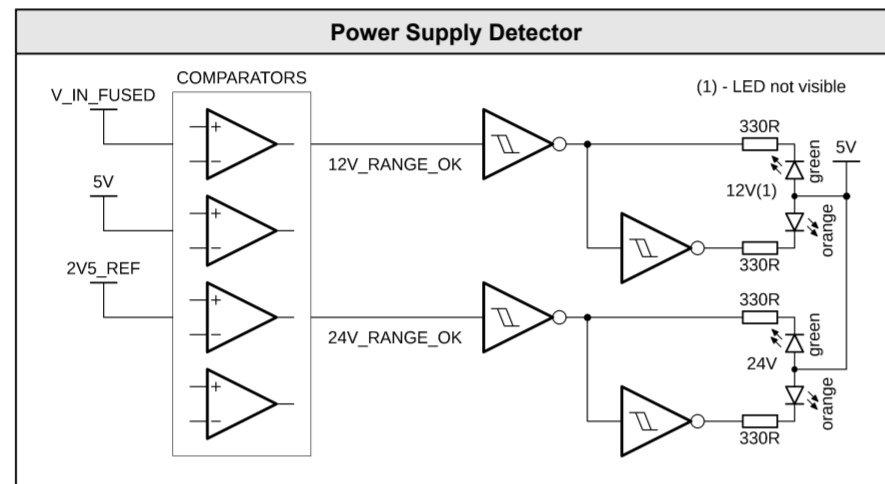 Power Supply Detector
COMPARATORS
(1) - LED not visible
V_IN_FUSED
+
−
12V_RANGE_OK
330R
green
5V
12V(1)
5V
+
−
orange
330R
2V5_REF
+
−
24V_RANGE_OK
330R
green
24V
+
−
orange
330R